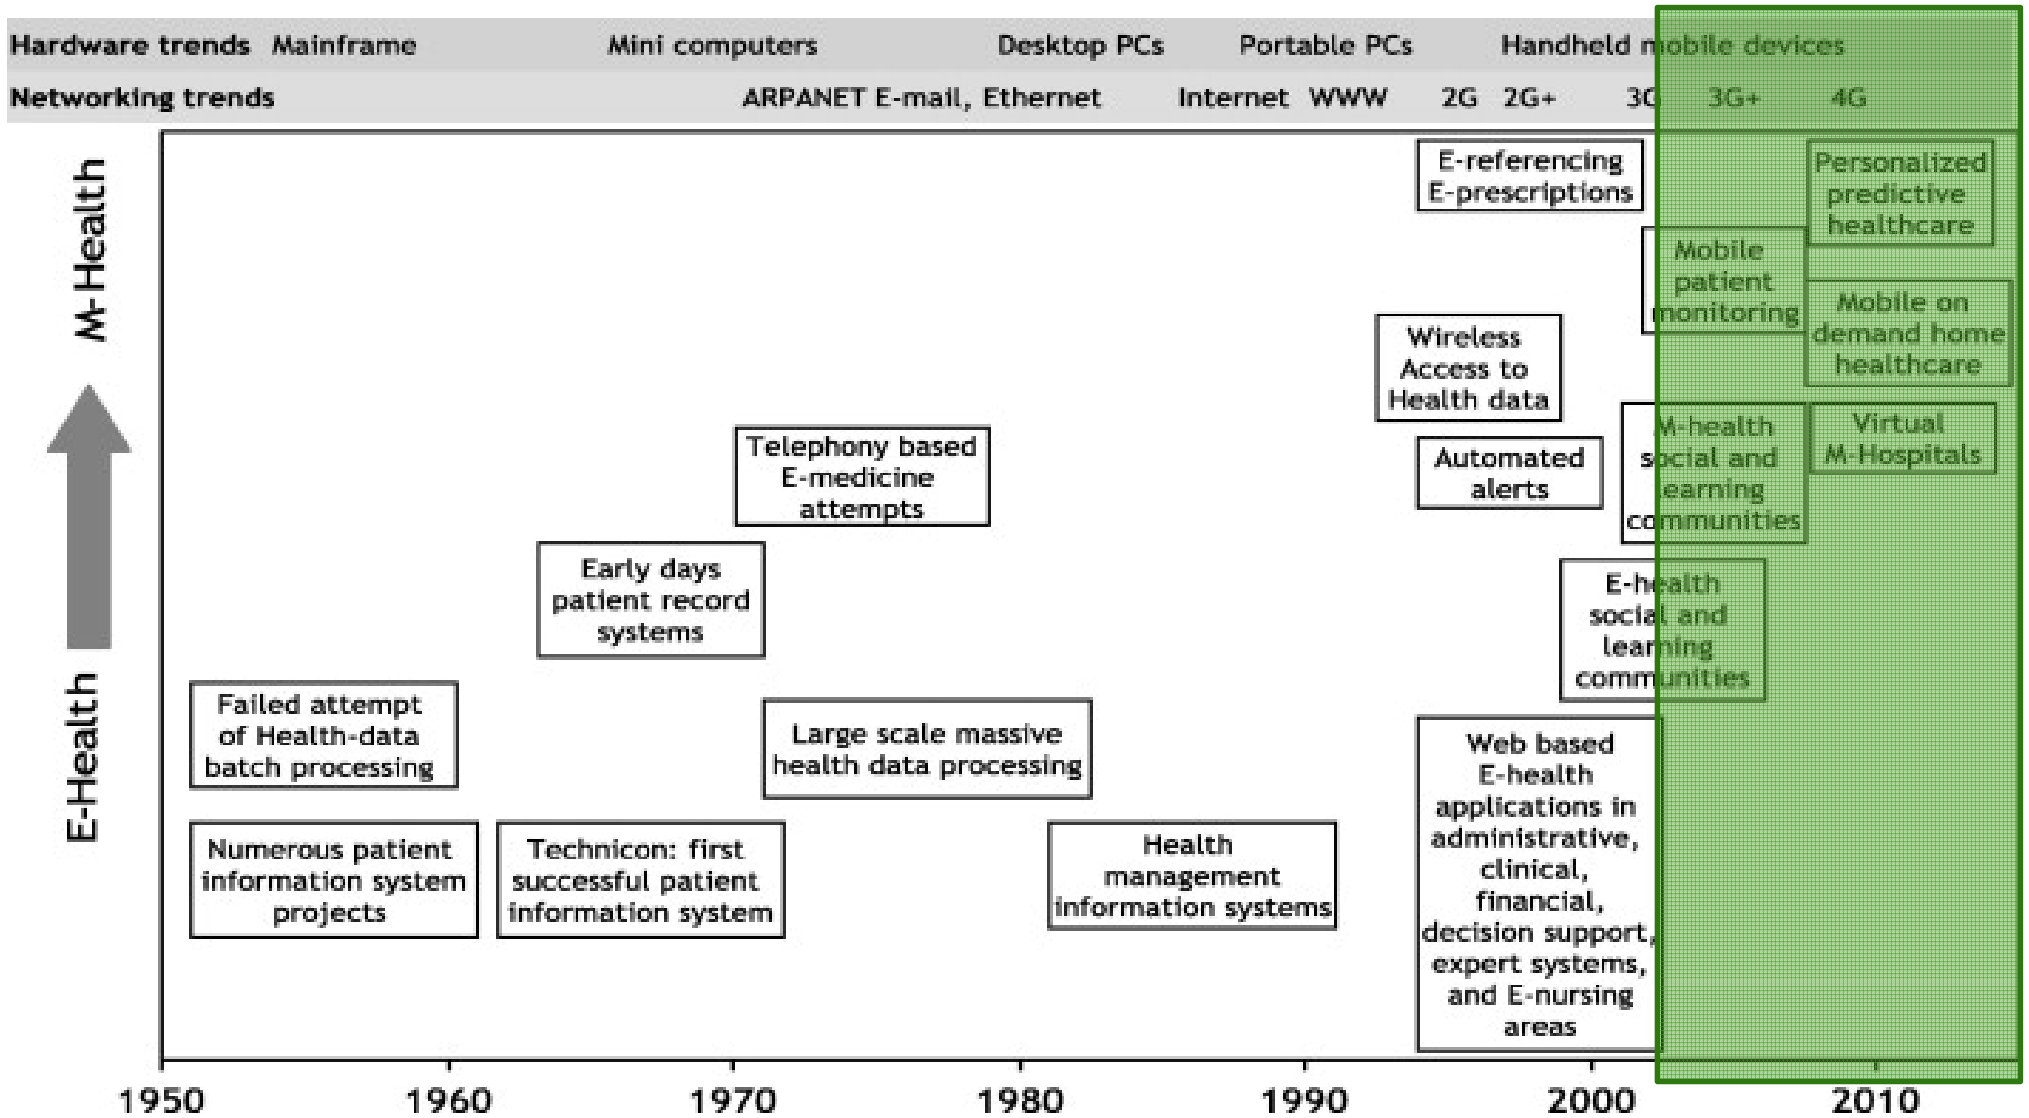 Hardware trends Mainframe Mini computers Desktop PCs Portable PCs Handheld mobile devices
Networking trends ARPANET E-mail, Ethernet Internet WWW 2G 2G+ 3G 3G+ 4G
M-Health
E-Health
E-referencing
E-prescriptions
Personalized
predictive
healthcare
Mobile
patient
monitoring
Mobile on
demand home
healthcare
Wireless
Access to
Health data
Telephony based
E-medicine
attempts
Automated
alerts
M-health
social and
learning
communities
Virtual
M-Hospitals
Early days
patient record
systems
E-health
social and
learning
communities
Failed attempt
of Health-data
batch processing
Large scale massive
health data processing
Web based
E-health
applications in
administrative,
clinical,
financial,
decision support,
expert systems,
and E-nursing
areas
Numerous patient
information system
projects
Technicon: first
successful patient
information system
Health
management
information systems
1950 1960 1970 1980 1990 2000 2010